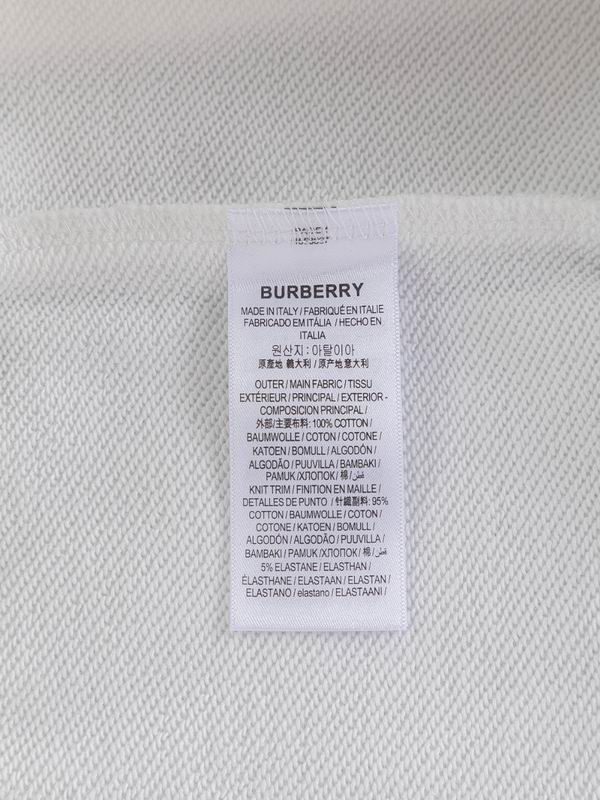 BURBERRY
MADE IN ITALY / FABRIQUÉ EN ITALIE
FABRICADO EM ITÁLIA / HECHO EN
ITALIA
원산지: 아탈이아
原產地 義大利 / 原产地 意大利
OUTER / MAIN FABRIC / TISSU
EXTÉRIEUR / PRINCIPAL / EXTERIOR -
COMPOSICION PRINCIPAL /
外部/主要布料: 100% COTTON /
BAUMWOLLE / COTON / COTONE /
KATOEN / BOMULL / ALGODÓN /
ALGODÃO / PUUVILLA / BAMBAKI /
PAMUK /ХЛОПОК/ 棉 / قطن
KNIT TRIM / FINITION EN MAILLE /
DETALLES DE PUNTO / 針織副料: 95%
COTTON / BAUMWOLLE / COTON /
COTONE / KATOEN / BOMULL /
ALGODÓN / ALGODÃO / PUUVILLA /
BAMBAKI / PAMUK /ХЛОПОК/ 棉 / قطن
5% ELASTANE / ELASTHAN /
ÉLASTHANE / ELASTAAN / ELASTAN /
ELASTANO / elastano / ELASTAANI /